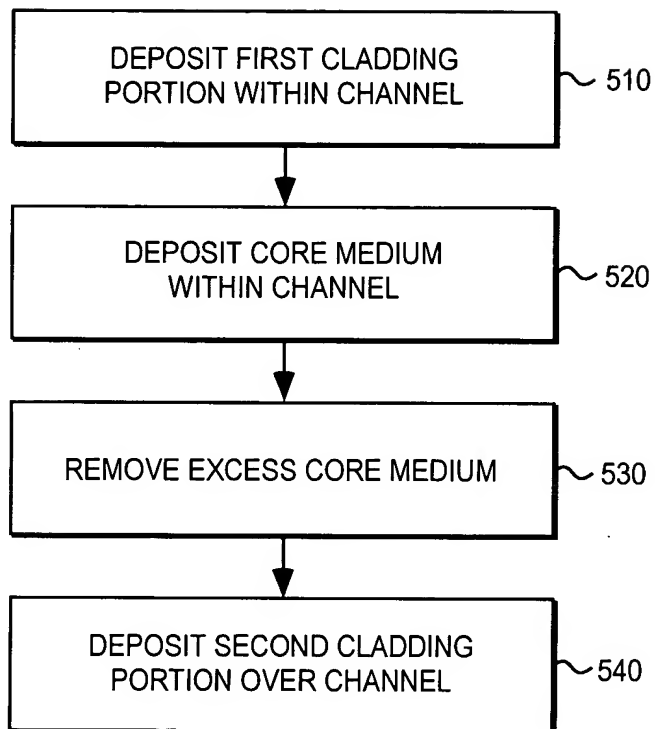 DEPOSIT FIRST CLADDING
PORTION WITHIN CHANNEL
510
DEPOSIT CORE MEDIUM
WITHIN CHANNEL
520
REMOVE EXCESS CORE MEDIUM
530
DEPOSIT SECOND CLADDING
PORTION OVER CHANNEL
540